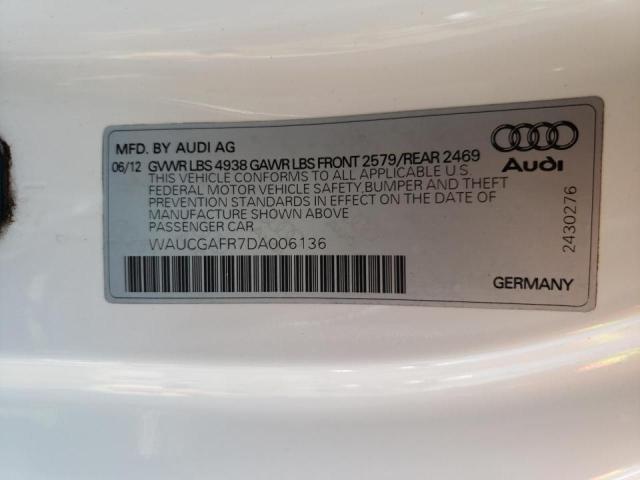 MFD. BY AUDI AG
06/12 GVWR LBS 4938 GAWR LBS FRONT 2579/REAR 2469
THIS VEHICLE CONFORMS TO ALL APPLICABLE U.S
FEDERAL MOTOR VEHICLE SAFETY,BUMPER AND THEFT
PREVENTION STANDARDS IN EFFECT ON THE DATE OF
MANUFACTURE SHOWN ABOVE
PASSENGER CAR
WAUCGAFR7DA006136
Audi
2430276
GERMANY